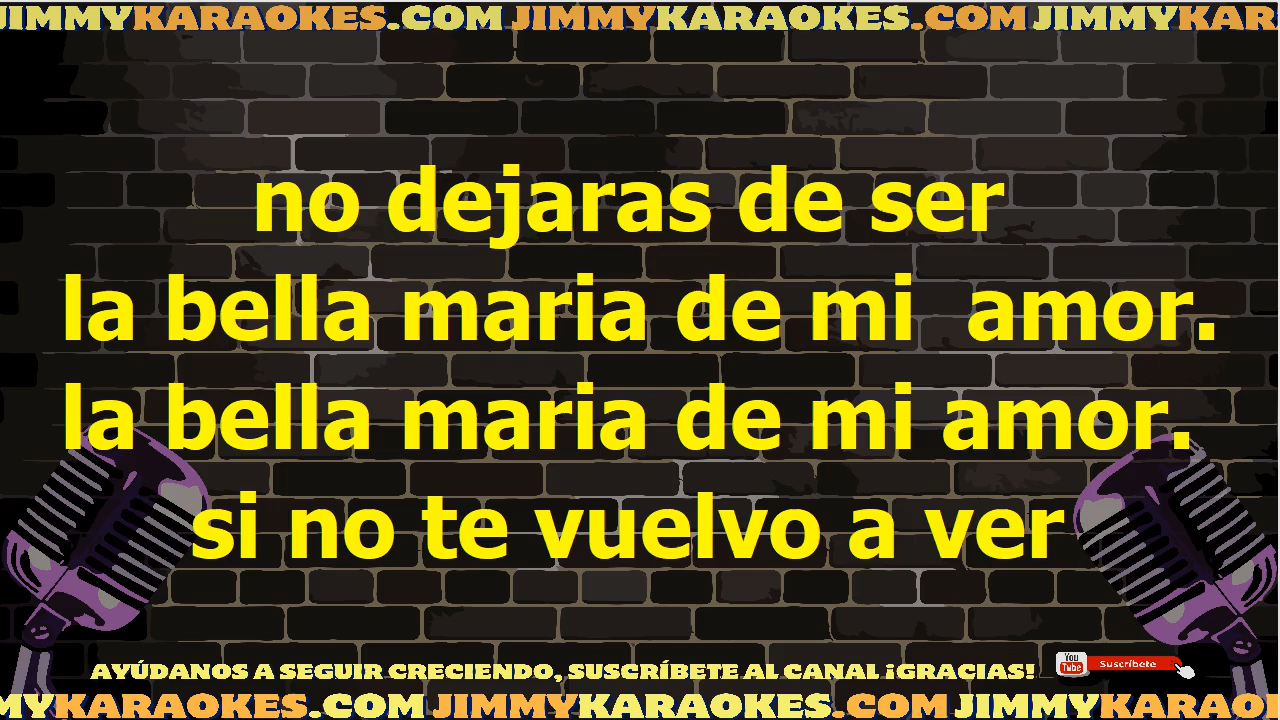 JIMMYKARAOKES.COM JIMMYKARAOKES.COM JIMMYKAR
no dejaras de ser
la bella maria de mi  amor.
la bella maria de mi amor.
si no te vuelvo a ver
AYÚDANOS A SEGUIR CRECIENDO, SUSCRÍBETE AL CANAL ¡GRACIAS! You Tube Suscríbete
MYKARAOKES.COM JIMMYKARAOKES.COM JIMMYKARAOK